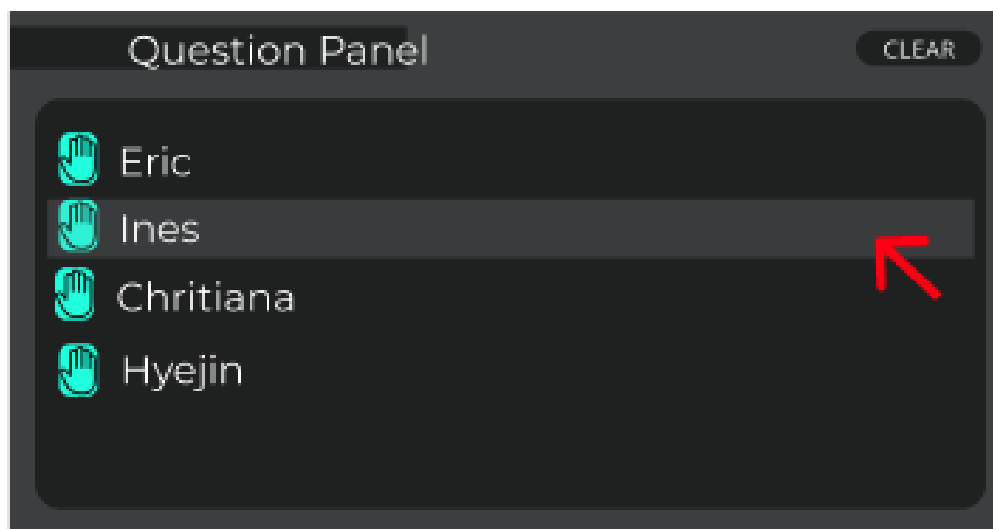 Question Panel
CLEAR
Eric
Ines
Chritiana
Hyejin